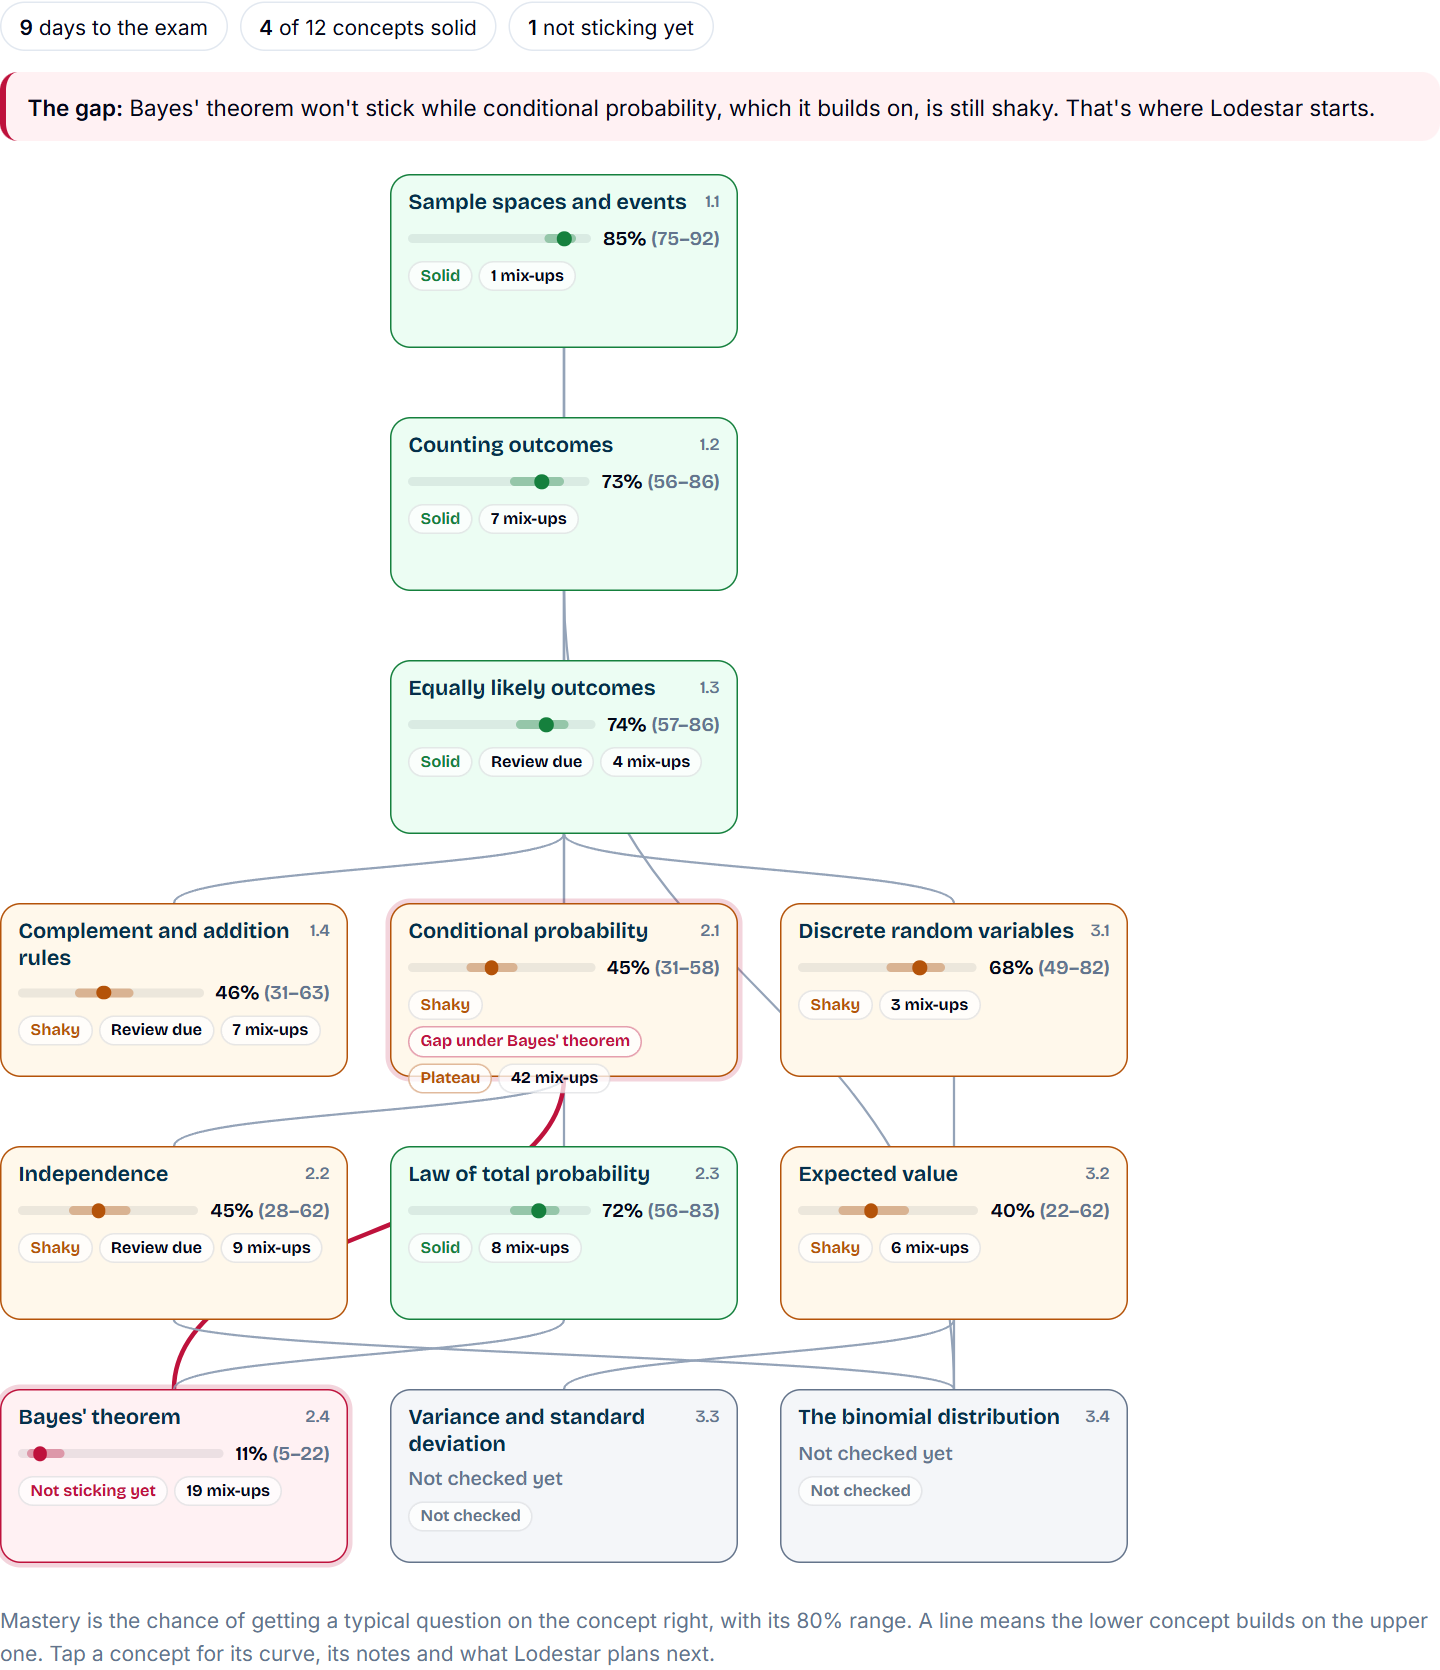 9 days to the exam
4 of 12 concepts solid
1 not sticking yet
The gap: Bayes' theorem won't stick while conditional probability, which it builds on, is still shaky. That's where Lodestar starts.
Sample spaces and events 1.1
85% (75–92)
Solid 1 mix-ups
Counting outcomes 1.2
73% (56–86)
Solid 7 mix-ups
Equally likely outcomes 1.3
74% (57–86)
Solid Review due 4 mix-ups
Complement and addition 1.4
rules
46% (31–63)
Shaky Review due 7 mix-ups
Conditional probability 2.1
45% (31–58)
Shaky
Gap under Bayes' theorem
Plateau 42 mix-ups
Discrete random variables 3.1
68% (49–82)
Shaky 3 mix-ups
Independence 2.2
45% (28–62)
Shaky Review due 9 mix-ups
Law of total probability 2.3
72% (56–83)
Solid 8 mix-ups
Expected value 3.2
40% (22–62)
Shaky 6 mix-ups
Bayes' theorem 2.4
11% (5–22)
Not sticking yet 19 mix-ups
Variance and standard 3.3
deviation
Not checked yet
Not checked
The binomial distribution 3.4
Not checked yet
Not checked
Mastery is the chance of getting a typical question on the concept right, with its 80% range. A line means the lower concept builds on the upper
one. Tap a concept for its curve, its notes and what Lodestar plans next.